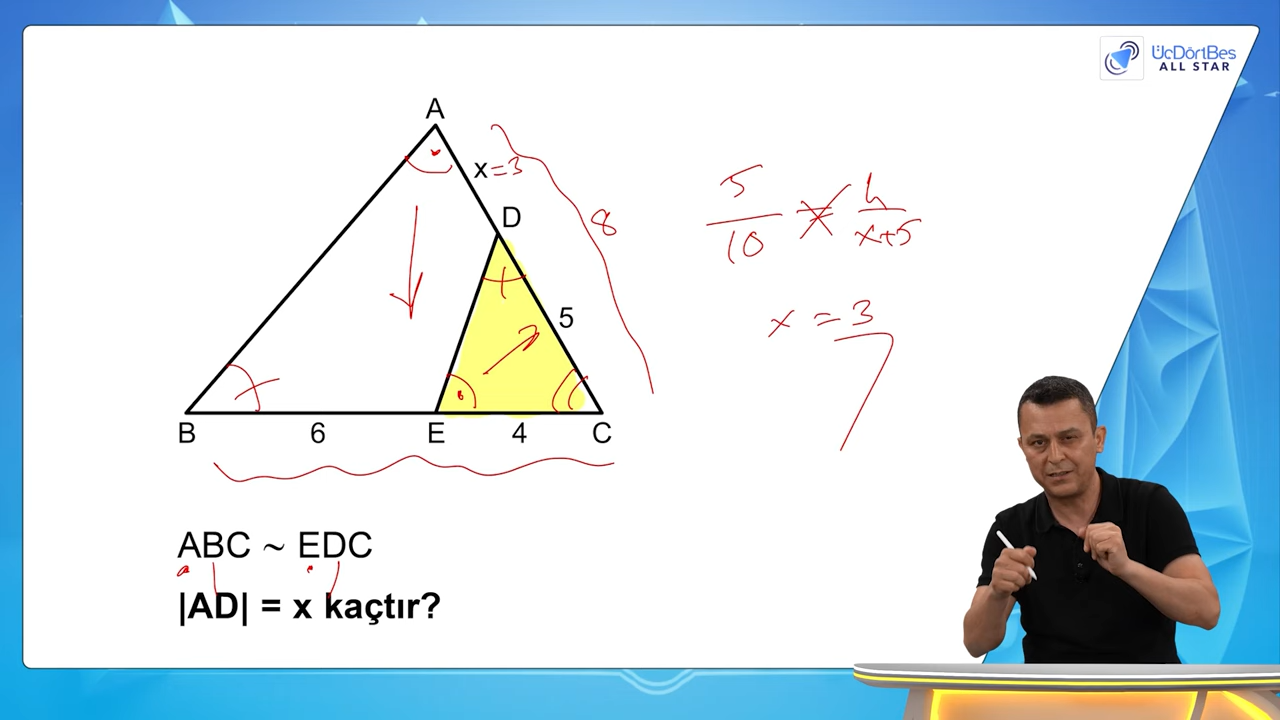 ÜçDörtBeş
ALL STAR
A
x=3
D
8
5
B 6 E 4 C
5/10 = 4/x+5
x = 3
ABC ~ EDC
|AD| = x kaçtır?